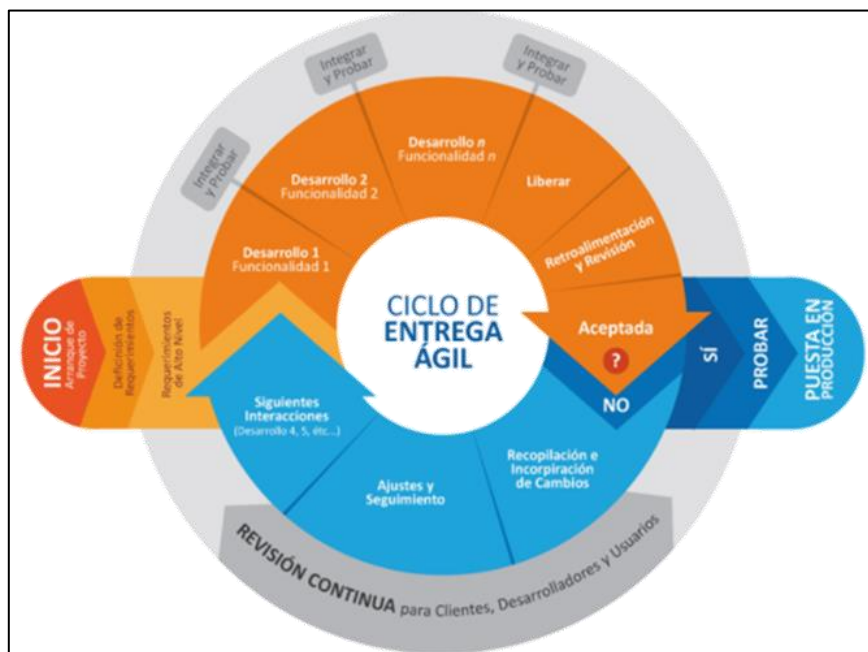 INICIO
Arranque de
Proyecto
Definición de
Requerimientos
Requerimientos
de Alto Nivel
Desarrollo 1
Funcionalidad 1
Integrar
y Probar
Desarrollo 2
Funcionalidad 2
Integrar
y Probar
Desarrollo n
Funcionalidad n
Integrar
y Probar
Liberar
Retroalimentación
y Revisión
Aceptada
?
NO
SÍ
PROBAR
PUESTA EN
PRODUCCIÓN
CICLO DE
ENTREGA
ÁGIL
Recopilación e
Incorpiración
de Cambios
Ajustes y
Seguimiento
Siguientes
Interacciones
(Desarrollo 4, 5, étc...)
REVISIÓN CONTINUA para Clientes, Desarrolladores y Usuarios